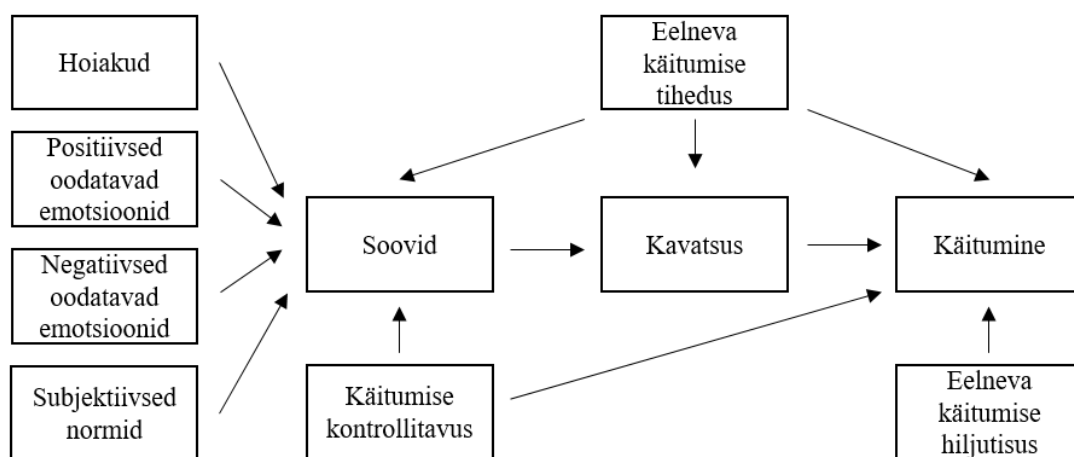 Hoiakud
Positiivsed
oodatavad
emotsioonid
Negatiivsed
oodatavad
emotsioonid
Subjektiivsed
normid
Eelneva
käitumise
tihedus
Soovid
Kavatsus
Käitumine
Käitumise
kontrollitavus
Eelneva
käitumise
hiljutisus